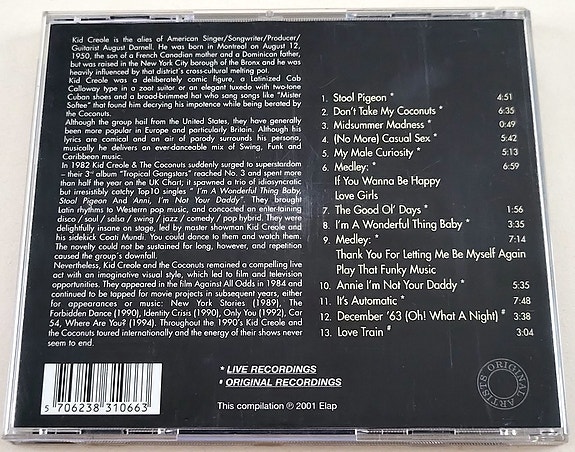 Kid Creole is the alies of American Singer/Songwriter/Producer/
Guitarist August Darnell. He was born in Montreal on August 12,
1950, the son of a French Canadian mother and a Dominican father,
but was raised in the New York City borough of the Bronx and he was
heavily influenced by that district's cross-cultural melting pot.
Kid Creole was a deliberately comic figure, a Latinized Cab
Calloway type in a zoot suitor or an elegant tuxedo with two-tone
Cuban shoes and a broad-brimmed hat who sang songs like "Mister
Softee" that found him decrying his impotence while being berated by
the Coconuts.
Although the group hail from the United States, they have generally
been more popular in Europe and particularly Britain. Although his
lyrics are comical and an air of parody surrounds his persona,
musically he delivers an ever-danceable mix of Swing, Funk and
Caribbean music.
In 1982 Kid Creole & The Coconuts suddenly surged to superstardom
– their 3rd album "Tropical Gangstars" reached No. 3 and spent more
than half the year on the UK Chart; it spawned a trio of idiosyncratic
but irresistibly catchy Top10 singles " I'm A Wonderful Thing Baby,
Stool Pigeon And Anni, I'm Not Your Daddy". They brought
Latin rhythms to Western pop music, and concocted an entertaining
disco / soul / salsa / swing / jazz / comedy / pop hybrid. They were
delightfully insane on stage, led by master showman Kid Creole and
his sidekick Coati Mundi. You could dance to them and watch them.
The novelty could not be sustained for long, however, and repetition
caused the group's downfall.
Nevertheless, Kid Creole and the Coconuts remained a compelling live
act with an imaginative visual style, which led to film and television
opportunities. They appeared in the film Against All Odds in 1984 and
continued to be tapped for movie projects in subsequent years, either
for appearances or music: New York Stories (1989), The
Forbidden Dance (1990), Identity Crisis (1990), Only You (1992), Car
54, Where Are You? (1994). Throughout the 1990's Kid Creole and
the Coconuts toured internationally and the energy of their shows never
seem to end.
5 706238 310663
1. Stool Pigeon * 4:51
2. Don't Take My Coconuts * 6:35
3. Midsummer Madness * 0:49
4. (No More) Casual Sex * 5:42
5. My Male Curiosity * 5:13
6. Medley: * 6:59
If You Wanna Be Happy
Love Girls
7. The Good Ol' Days * 1:56
8. I'm A Wonderful Thing Baby * 3:35
9. Medley: * 7:14
Thank You For Letting Me Be Myself Again
Play That Funky Music
10. Annie I'm Not Your Daddy * 5:35
11. It's Automatic * 7:48
12. December '63 (Oh! What A Night) # 3:38
13. Love Train # 3:04
* LIVE RECORDINGS
# ORIGINAL RECORDINGS
This compilation ℗ 2001 Elap
ORIGINAL ARTISTS